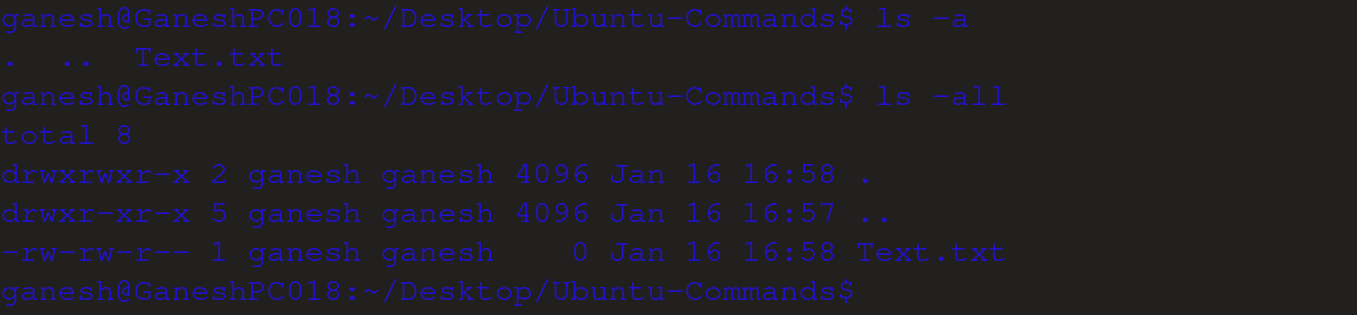 ganesh@GaneshPC018:~/Desktop/Ubuntu-Commands$ ls -a
.  ..  Text.txt
ganesh@GaneshPC018:~/Desktop/Ubuntu-Commands$ ls -all
total 8
drwxrwxr-x 2 ganesh ganesh 4096 Jan 16 16:58 .
drwxr-xr-x 5 ganesh ganesh 4096 Jan 16 16:57 ..
-rw-rw-r-- 1 ganesh ganesh    0 Jan 16 16:58 Text.txt
ganesh@GaneshPC018:~/Desktop/Ubuntu-Commands$